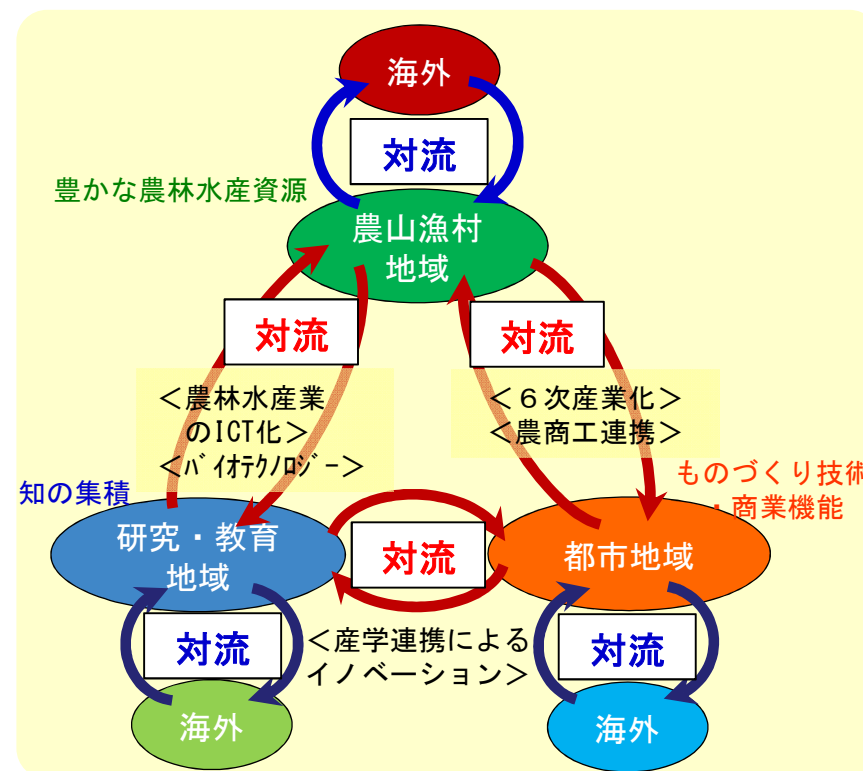 海外
対流
豊かな農林水産資源
農山漁村
地域
対流
対流
＜農林水産業
のICT化＞
＜ﾊﾞｲｵﾃｸﾉﾛｼﾞｰ＞
＜６次産業化＞
＜農商工連携＞
知の集積
ものづくり技術
・商業機能
研究・教育
地域
対流
都市地域
対流
＜産学連携による
イノベーション＞
対流
海外
海外